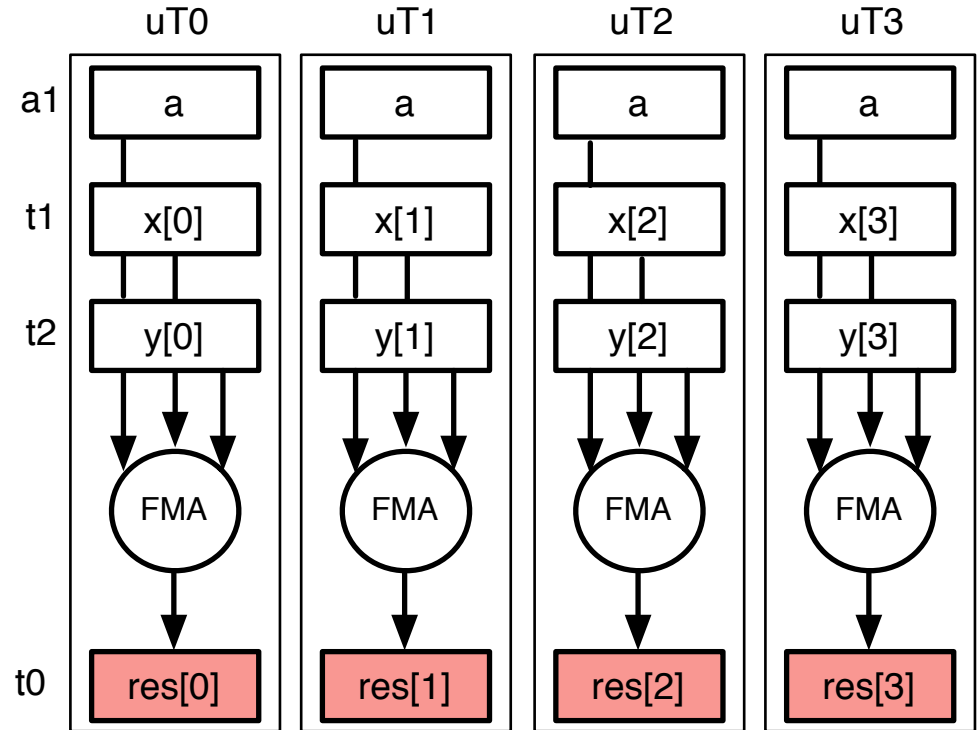 uT0 uT1 uT2 uT3
a1 a a a a
t1 x[0] x[1] x[2] x[3]
t2 y[0] y[1] y[2] y[3]
FMA FMA FMA FMA
t0 res[0] res[1] res[2] res[3]